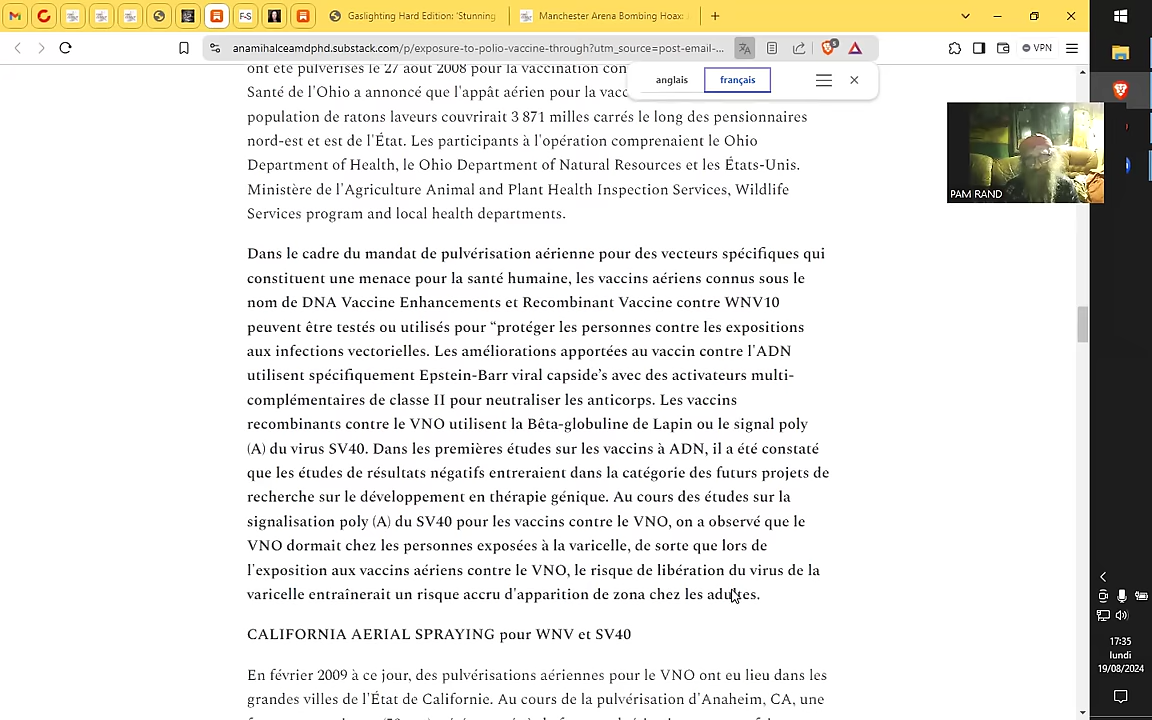 Gaslighting Hard Edition: 'Stunning
Manchester Arena Bombing Hoax:
anamihalceamdphd.substack.com/p/exposure-to-polio-vaccine-through?utm_source=post-email-...
VPN
anglais
français
ont été pulvérisés le 27 août 2008 pour la vaccination
Santé de l'Ohio a annoncé que l'appât aérien pour la
population de ratons laveurs couvrirait 3 871 milles carrés le long des pensionnaires
nord-est et est de l'État. Les participants à l'opération comprenaient le Ohio
Department of Health, le Ohio Department of Natural Resources et les États-Unis.
Ministère de l'Agriculture Animal and Plant Health Inspection Services, Wildlife
Services program and local health departments.
Dans le cadre du mandat de pulvérisation aérienne pour des vecteurs spécifiques qui
constituent une menace pour la santé humaine, les vaccins aériens connus sous le
nom de DNA Vaccine Enhancements et Recombinant Vaccine contre WNV10
peuvent être testés ou utilisés pour “protéger les personnes contre les expositions
aux infections vectorielles. Les améliorations apportées au vaccin contre l'ADN
utilisent spécifiquement Epstein-Barr viral capside’s avec des activateurs multi-
complémentaires de classe II pour neutraliser les anticorps. Les vaccins
recombinants contre le VNO utilisent la Bêta-globuline de Lapin ou le signal poly
(A) du virus SV40. Dans les premières études sur les vaccins à ADN, il a été constaté
que les études de résultats négatifs entreraient dans la catégorie des futurs projets de
recherche sur le développement en thérapie génique. Au cours des études sur la
signalisation poly (A) du SV40 pour les vaccins contre le VNO, on a observé que le
VNO dormait chez les personnes exposées à la varicelle, de sorte que lors de
l'exposition aux vaccins aériens contre le VNO, le risque de libération du virus de la
varicelle entraînerait un risque accru d'apparition de zona chez les adultes.
CALIFORNIA AERIAL SPRAYING pour WNV et SV40
En février 2009 à ce jour, des pulvérisations aériennes pour le VNO ont eu lieu dans les
grandes villes de l'État de Californie. Au cours de la pulvérisation d'Anaheim, CA, une
PAM RAND
17:35
lundi
19/08/2024